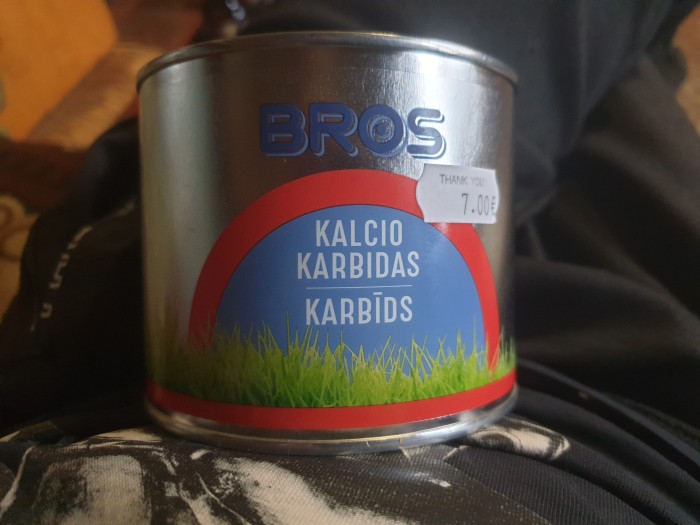 BROS
THANK YOU
7.00€
KALCIO
KARBIDAS
KARBĪDS